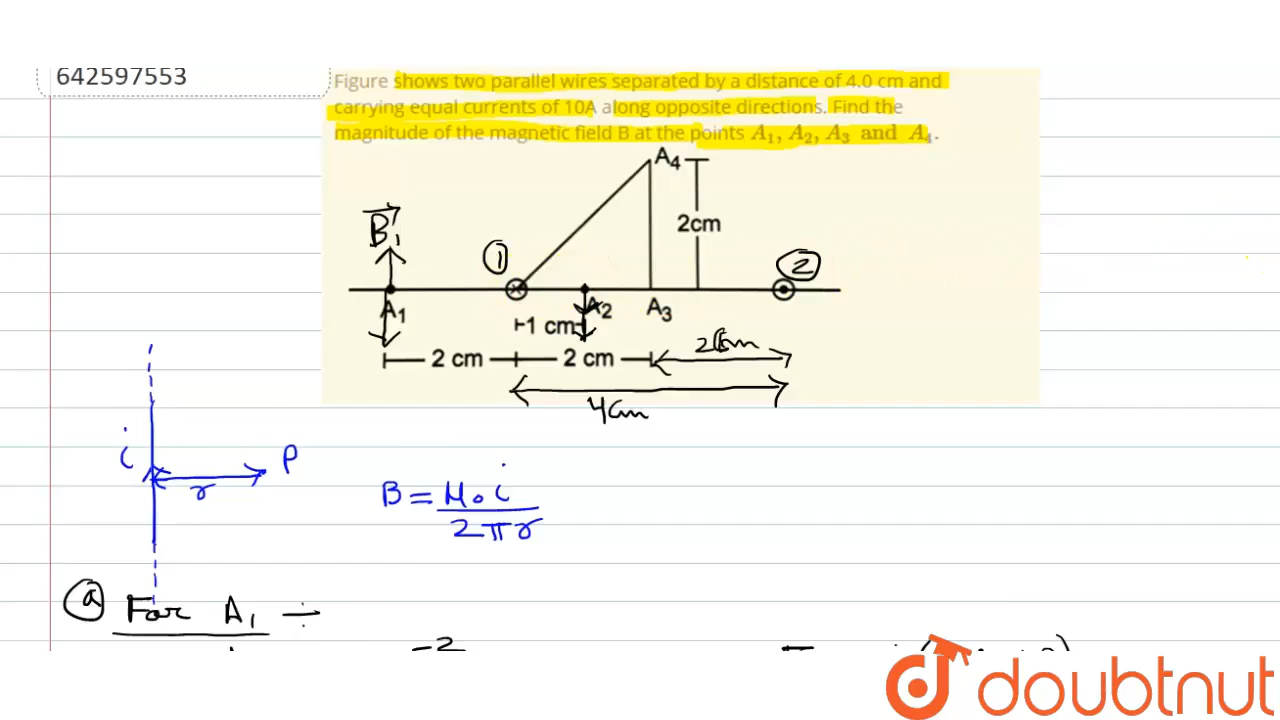 642597553
Figure shows two parallel wires separated by a distance of 4.0 cm and
carrying equal currents of 10A along opposite directions. Find the
magnitude of the magnetic field B at the points A₁, A₂, A₃ and A₄.
A₄
B₁
2cm
①
②
A₁
A₂
A₃
1 cm
2 cm
2 cm
2cm
4cm
i
r
P
B = μ₀ i
2πr
ⓐ For A₁ ÷
-2
doubtnut